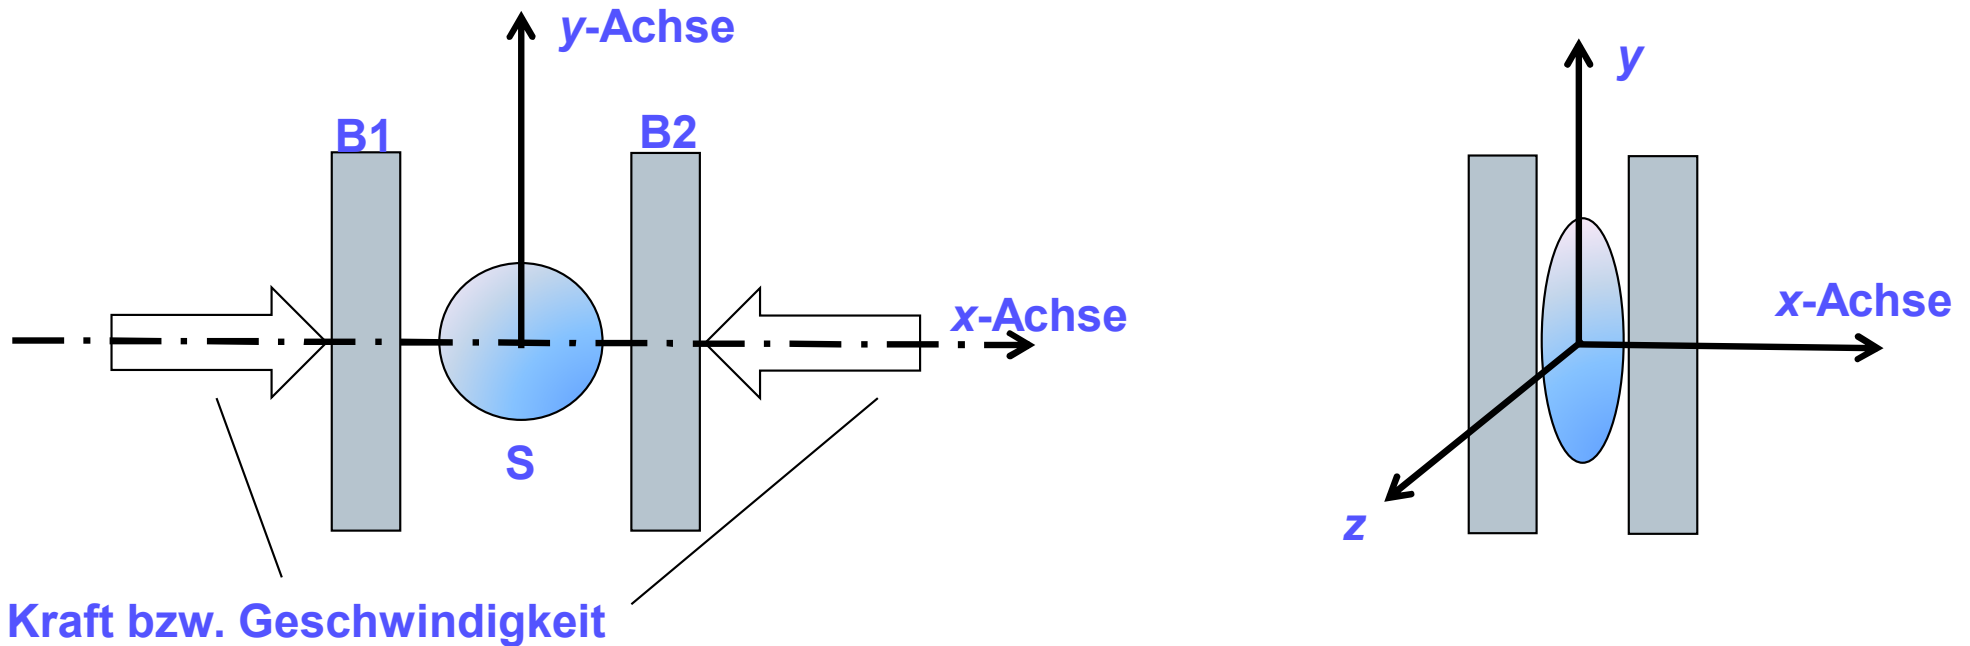 y-Achse
B1
B2
x-Achse
S
Kraft bzw. Geschwindigkeit
y
x-Achse
z